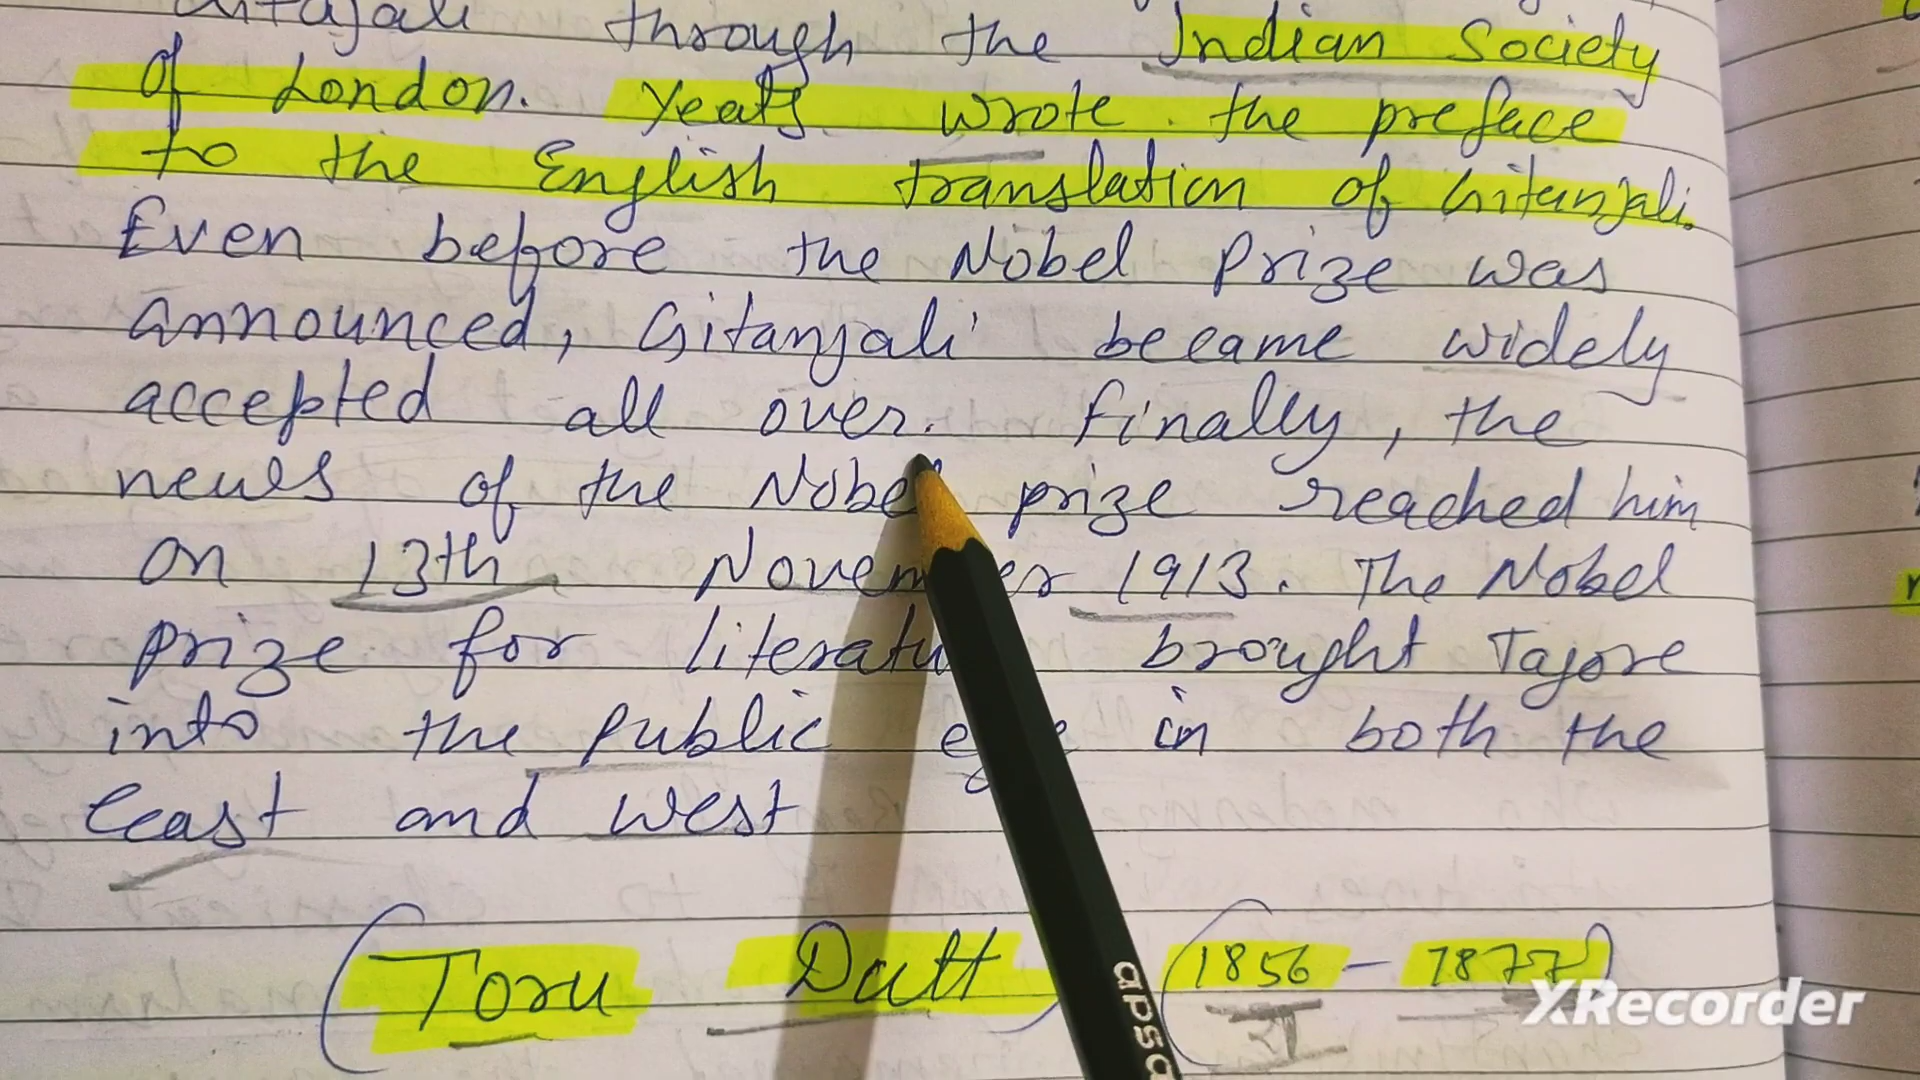 through the Indian Society
of London. Yeats wrote the preface
to the English translation of Gitanjali.
Even before the Nobel Prize was
announced, Gitanjali became widely
accepted all over. Finally, the
news of the Nobel prize reached him
on 13th November 1913. The Nobel
prize for literatu brought Tagore
into the public eye in both the
east and west
(Toru Dutt) (1856 - 1877)
apsa
XRecorder